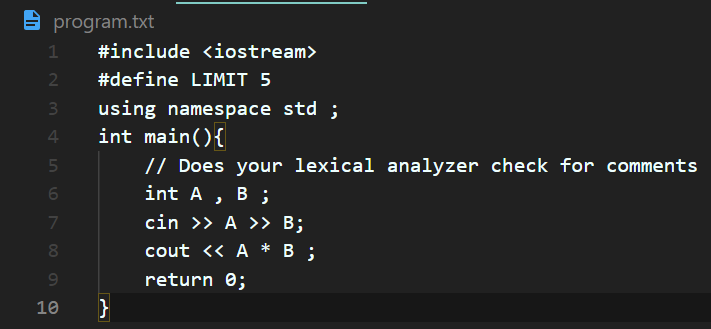 program.txt
1 #include <iostream>
2 #define LIMIT 5
3 using namespace std ;
4 int main(){
5     // Does your lexical analyzer check for comments
6     int A , B ;
7     cin >> A >> B;
8     cout << A * B ;
9     return 0;
10 }